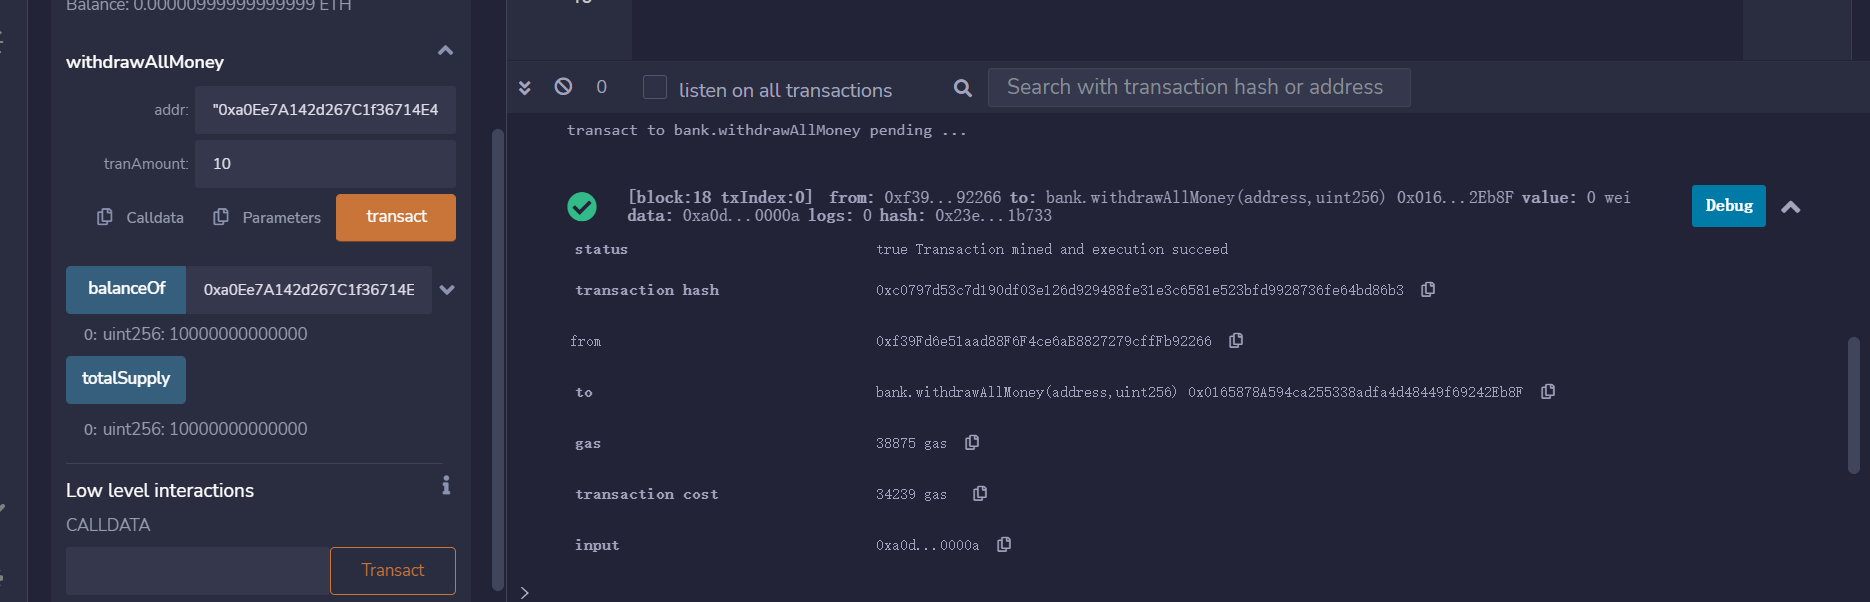 Balance: 0.00000999999999999 ETH
withdrawAllMoney
addr: "0xa0Ee7A142d267C1f36714E4
tranAmount: 10
Calldata Parameters transact
balanceOf 0xa0Ee7A142d267C1f36714E
0: uint256: 10000000000000
totalSupply
0: uint256: 10000000000000
Low level interactions
CALLDATA
Transact
0 listen on all transactions Search with transaction hash or address
transact to bank.withdrawAllMoney pending ...
[block:18 txIndex:0] from: 0xf39...92266 to: bank.withdrawAllMoney(address,uint256) 0x016...2Eb8F value: 0 wei
data: 0xa0d...0000a logs: 0 hash: 0x23e...1b733
Debug
status true Transaction mined and execution succeed
transaction hash 0xc0797d53c7d190df03e126d929488fe31e3c6581e523bfd9928736fe64bd86b3
from 0xf39Fd6e51aad88F6F4ce6aB8827279cffFb92266
to bank.withdrawAllMoney(address,uint256) 0x0165878A594ca255338adfa4d48449f69242Eb8F
gas 38875 gas
transaction cost 34239 gas
input 0xa0d...0000a
>